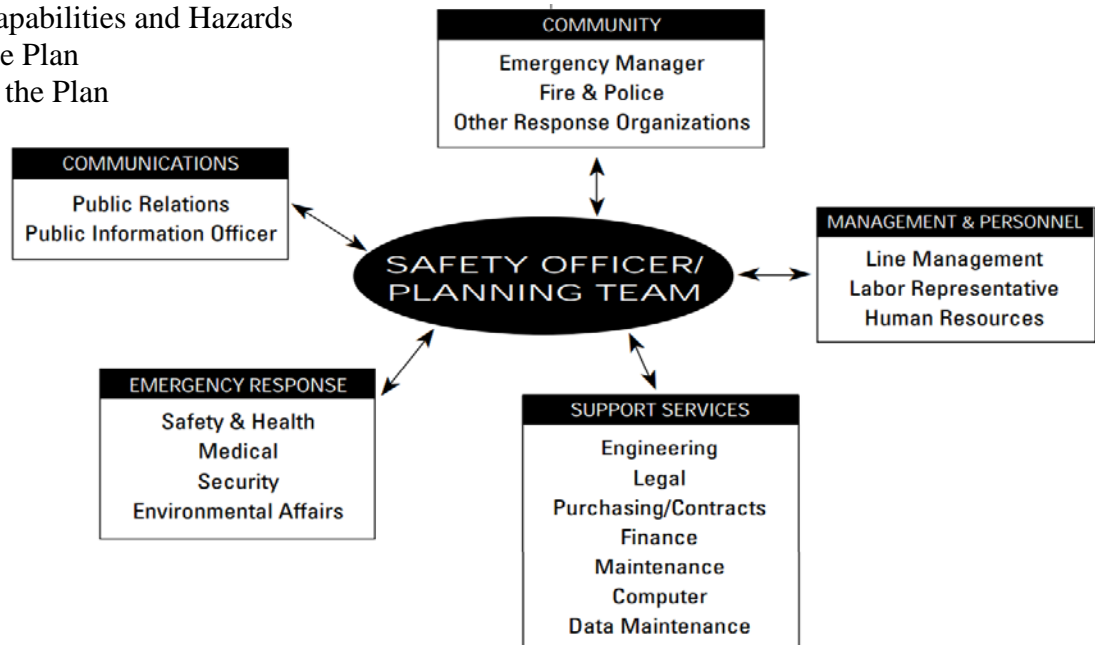 apabilities and Hazards
e Plan
the Plan
COMMUNITY
Emergency Manager
Fire & Police
Other Response Organizations
COMMUNICATIONS
Public Relations
Public Information Officer
MANAGEMENT & PERSONNEL
Line Management
Labor Representative
Human Resources
SAFETY OFFICER/
PLANNING TEAM
EMERGENCY RESPONSE
Safety & Health
Medical
Security
Environmental Affairs
SUPPORT SERVICES
Engineering
Legal
Purchasing/Contracts
Finance
Maintenance
Computer
Data Maintenance